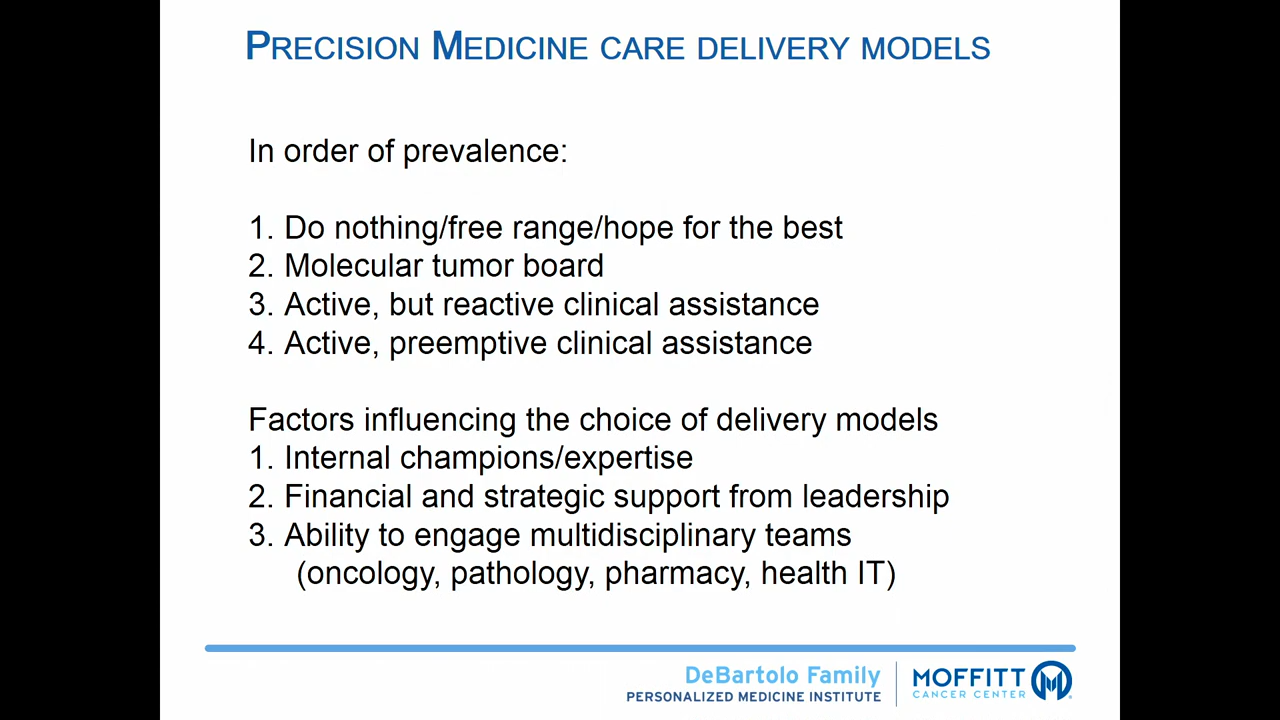 PRECISION MEDICINE CARE DELIVERY MODELS
In order of prevalence:
1. Do nothing/free range/hope for the best
2. Molecular tumor board
3. Active, but reactive clinical assistance
4. Active, preemptive clinical assistance
Factors influencing the choice of delivery models
1. Internal champions/expertise
2. Financial and strategic support from leadership
3. Ability to engage multidisciplinary teams
(oncology, pathology, pharmacy, health IT)
DeBartolo Family
PERSONALIZED MEDICINE INSTITUTE
MOFFITT
CANCER CENTER